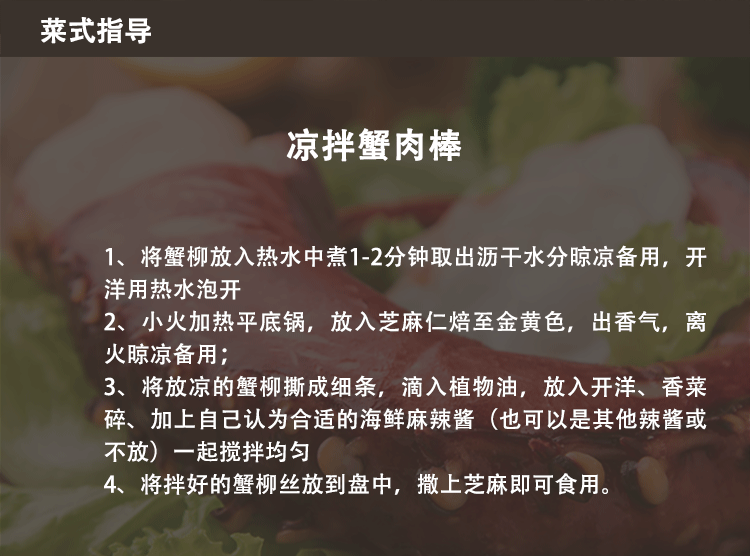 菜式指导
凉拌蟹肉棒
1、将蟹柳放入热水中煮1-2分钟取出沥干水分晾凉备用，开
洋用热水泡开
2、小火加热平底锅，放入芝麻仁焙至金黄色，出香气，离
火晾凉备用；
3、将放凉的蟹柳撕成细条，滴入植物油，放入开洋、香菜
碎、加上自己认为合适的海鲜麻辣酱（也可以是其他辣酱或
不放）一起搅拌均匀
4、将拌好的蟹柳丝放到盘中，撒上芝麻即可食用。